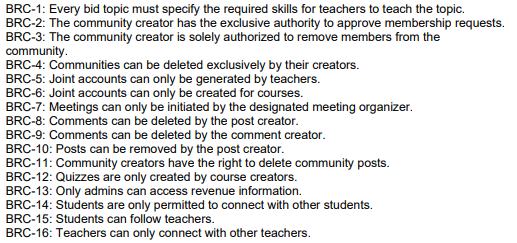 BRC-1: Every bid topic must specify the required skills for teachers to teach the topic.
BRC-2: The community creator has the exclusive authority to approve membership requests.
BRC-3: The community creator is solely authorized to remove members from the
community.
BRC-4: Communities can be deleted exclusively by their creators.
BRC-5: Joint accounts can only be generated by teachers.
BRC-6: Joint accounts can only be created for courses.
BRC-7: Meetings can only be initiated by the designated meeting organizer.
BRC-8: Comments can be deleted by the post creator.
BRC-9: Comments can be deleted by the comment creator.
BRC-10: Posts can be removed by the post creator.
BRC-11: Community creators have the right to delete community posts.
BRC-12: Quizzes are only created by course creators.
BRC-13: Only admins can access revenue information.
BRC-14: Students are only permitted to connect with other students.
BRC-15: Students can follow teachers.
BRC-16: Teachers can only connect with other teachers.